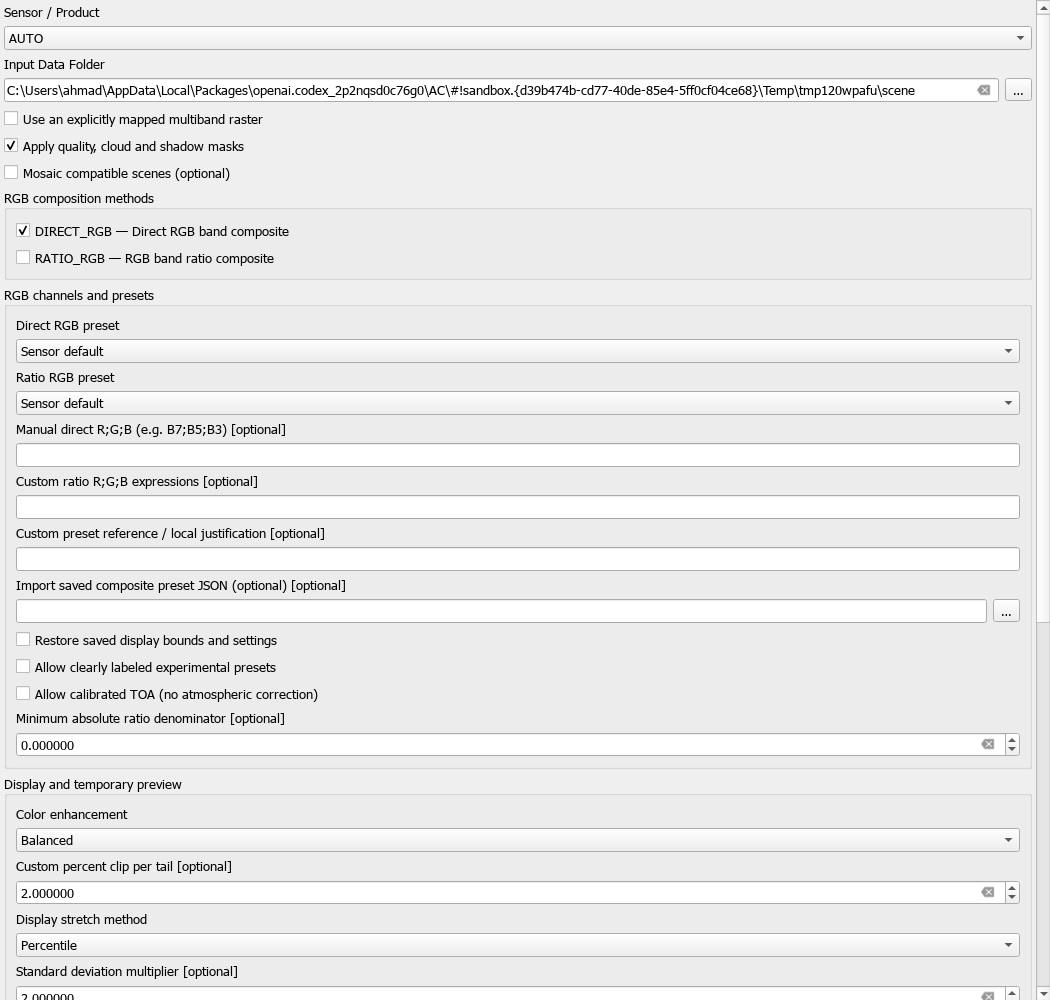 Sensor / Product
AUTO
Input Data Folder
C:\Users\ahmad\AppData\Local\Packages\openai.codex_2p2nqsd0c76g0\AC\#!sandbox.{d39b474b-cd77-40de-85e4-5ff0cf04ce68}\Temp\tmp120wpafu\scene
...
Use an explicitly mapped multiband raster
Apply quality, cloud and shadow masks
Mosaic compatible scenes (optional)
RGB composition methods
DIRECT_RGB — Direct RGB band composite
RATIO_RGB — RGB band ratio composite
RGB channels and presets
Direct RGB preset
Sensor default
Ratio RGB preset
Sensor default
Manual direct R;G;B (e.g. B7;B5;B3) [optional]
Custom ratio R;G;B expressions [optional]
Custom preset reference / local justification [optional]
Import saved composite preset JSON (optional) [optional]
...
Restore saved display bounds and settings
Allow clearly labeled experimental presets
Allow calibrated TOA (no atmospheric correction)
Minimum absolute ratio denominator [optional]
0.000000
Display and temporary preview
Color enhancement
Balanced
Custom percent clip per tail [optional]
2.000000
Display stretch method
Percentile
Standard deviation multiplier [optional]
2.000000